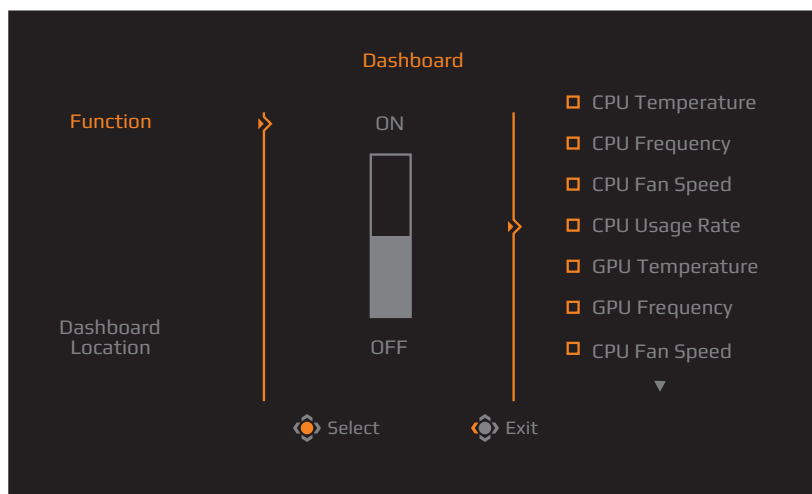 Dashboard
Function
ON
OFF
Dashboard
Location
CPU Temperature
CPU Frequency
CPU Fan Speed
CPU Usage Rate
GPU Temperature
GPU Frequency
CPU Fan Speed
Select
Exit